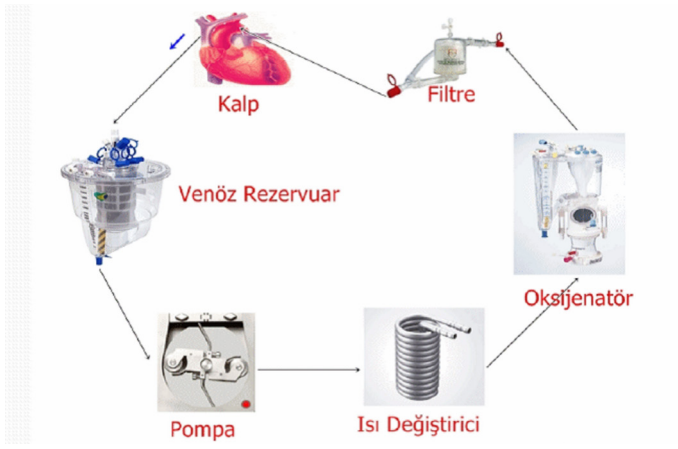 Kalp
Filtre
Venöz Rezervuar
Oksijenatör
Pompa
Isı Değiştirici